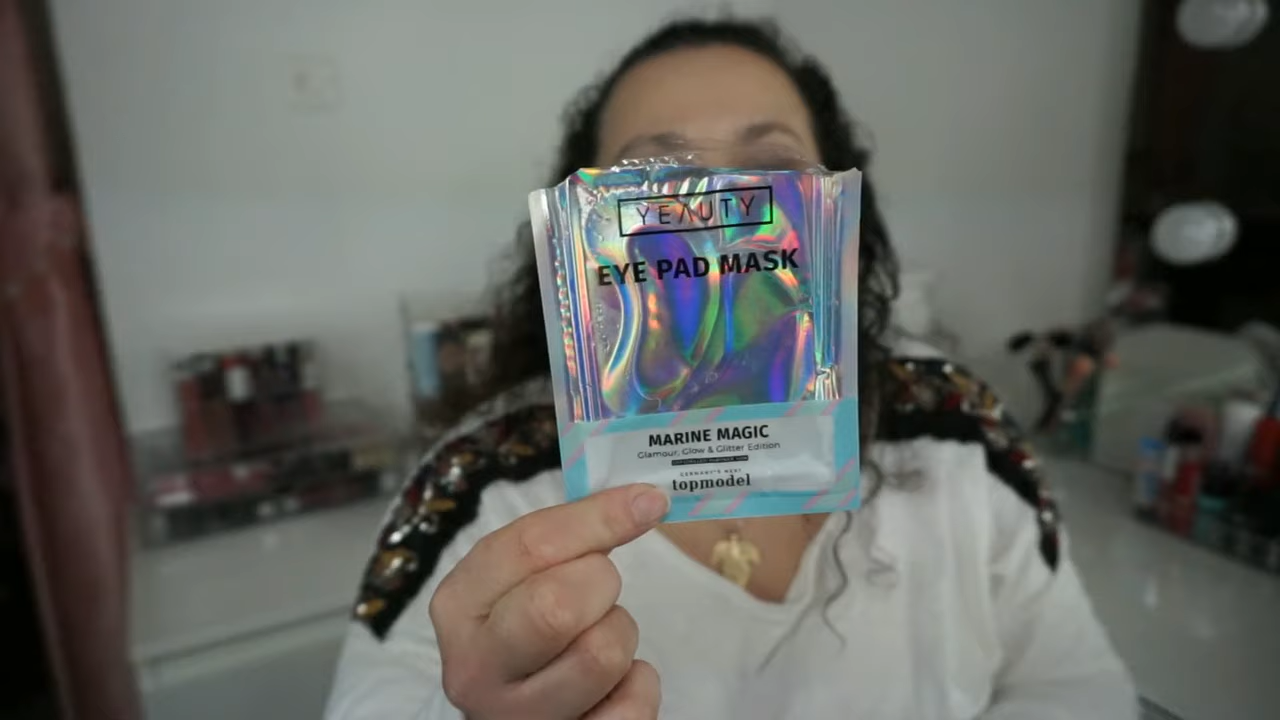 YEAUTY
EYE PAD MASK
MARINE MAGIC
Glamour, Glow & Glitter Edition
GERMANY'S NEXT
topmodel